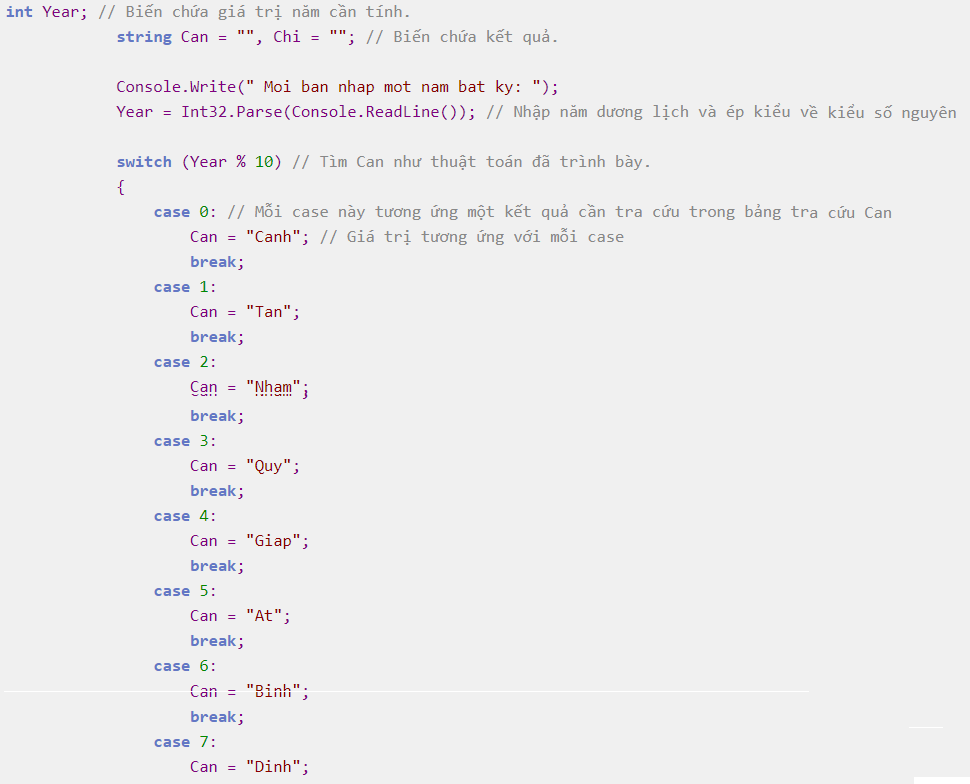 int Year; // Biến chứa giá trị năm cần tính.
string Can = "", Chi = ""; // Biến chứa kết quả.
Console.Write(" Moi ban nhap mot nam bat ky: ");
Year = Int32.Parse(Console.ReadLine()); // Nhập năm dương lịch và ép kiểu về kiểu số nguyên
switch (Year % 10) // Tìm Can như thuật toán đã trình bày.
{
case 0: // Mỗi case này tương ứng một kết quả cần tra cứu trong bảng tra cứu Can
Can = "Canh"; // Giá trị tương ứng với mỗi case
break;
case 1:
Can = "Tan";
break;
case 2:
Can = "Nham";
break;
case 3:
Can = "Quy";
break;
case 4:
Can = "Giap";
break;
case 5:
Can = "At";
break;
case 6:
Can = "Binh";
break;
case 7:
Can = "Dinh";